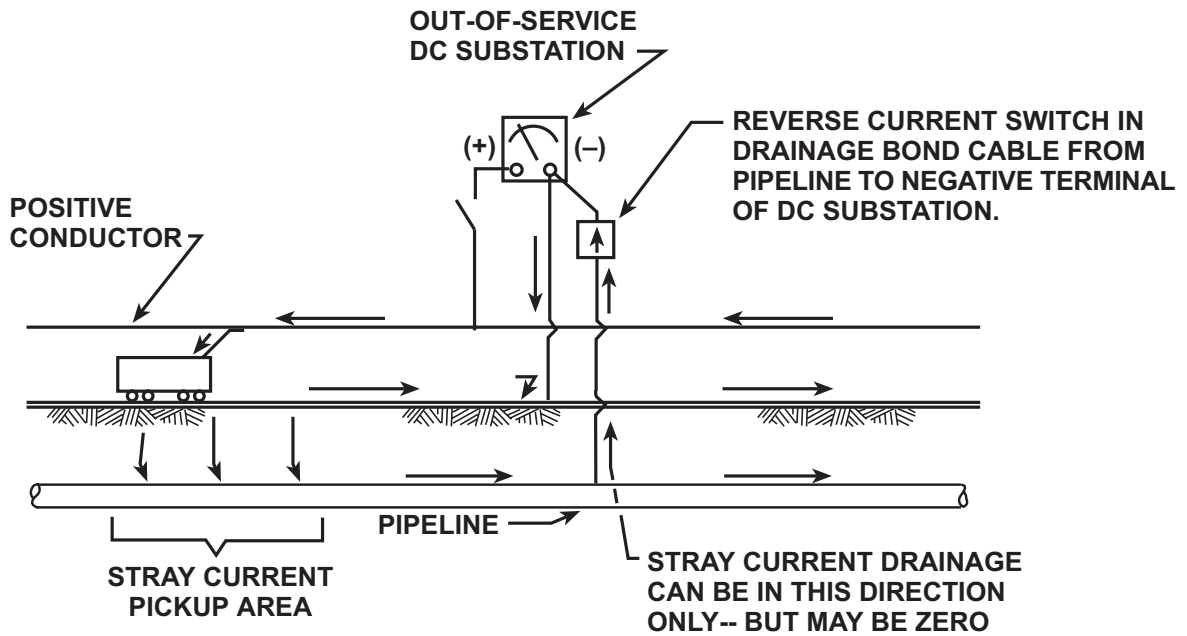 OUT-OF-SERVICE
DC SUBSTATION
(+)
(–)
REVERSE CURRENT SWITCH IN
DRAINAGE BOND CABLE FROM
PIPELINE TO NEGATIVE TERMINAL
OF DC SUBSTATION.
POSITIVE
CONDUCTOR
PIPELINE
STRAY CURRENT
PICKUP AREA
STRAY CURRENT DRAINAGE
CAN BE IN THIS DIRECTION
ONLY-- BUT MAY BE ZERO